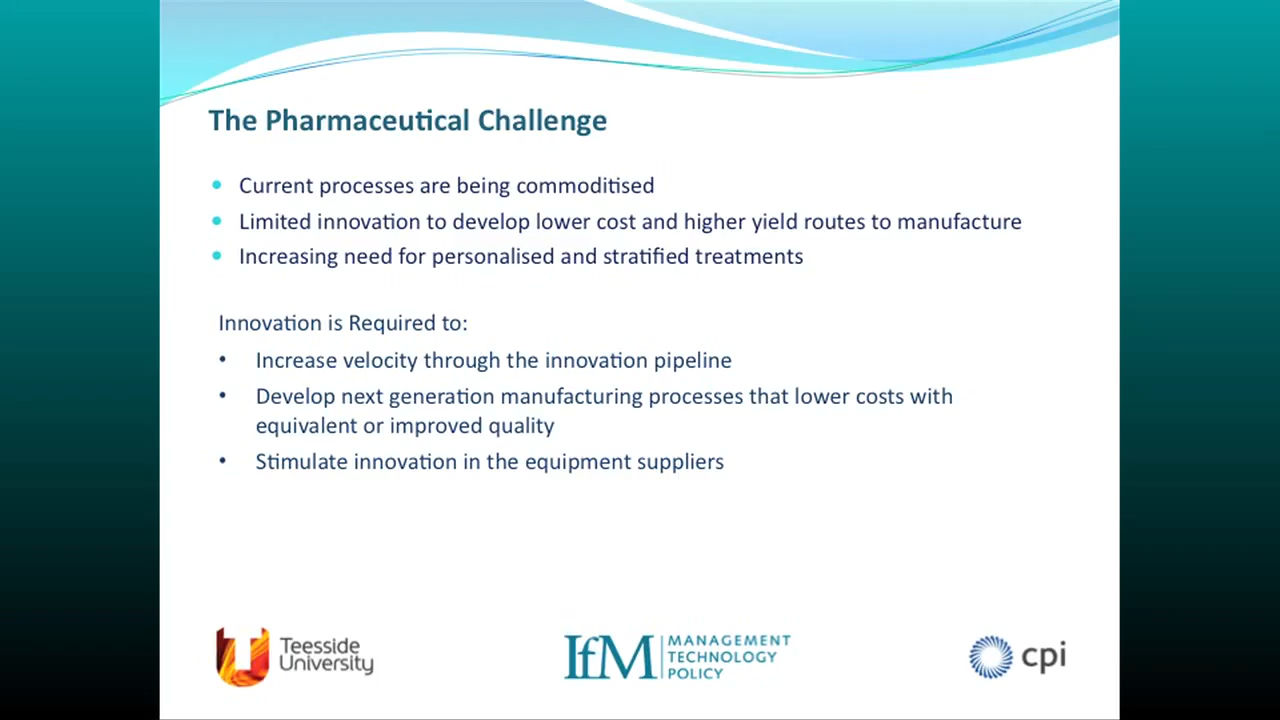 The Pharmaceutical Challenge
• Current processes are being commoditised
• Limited innovation to develop lower cost and higher yield routes to manufacture
• Increasing need for personalised and stratified treatments
Innovation is Required to:
• Increase velocity through the innovation pipeline
• Develop next generation manufacturing processes that lower costs with
equivalent or improved quality
• Stimulate innovation in the equipment suppliers
Teesside
University
IfM
MANAGEMENT
TECHNOLOGY
POLICY
cpi